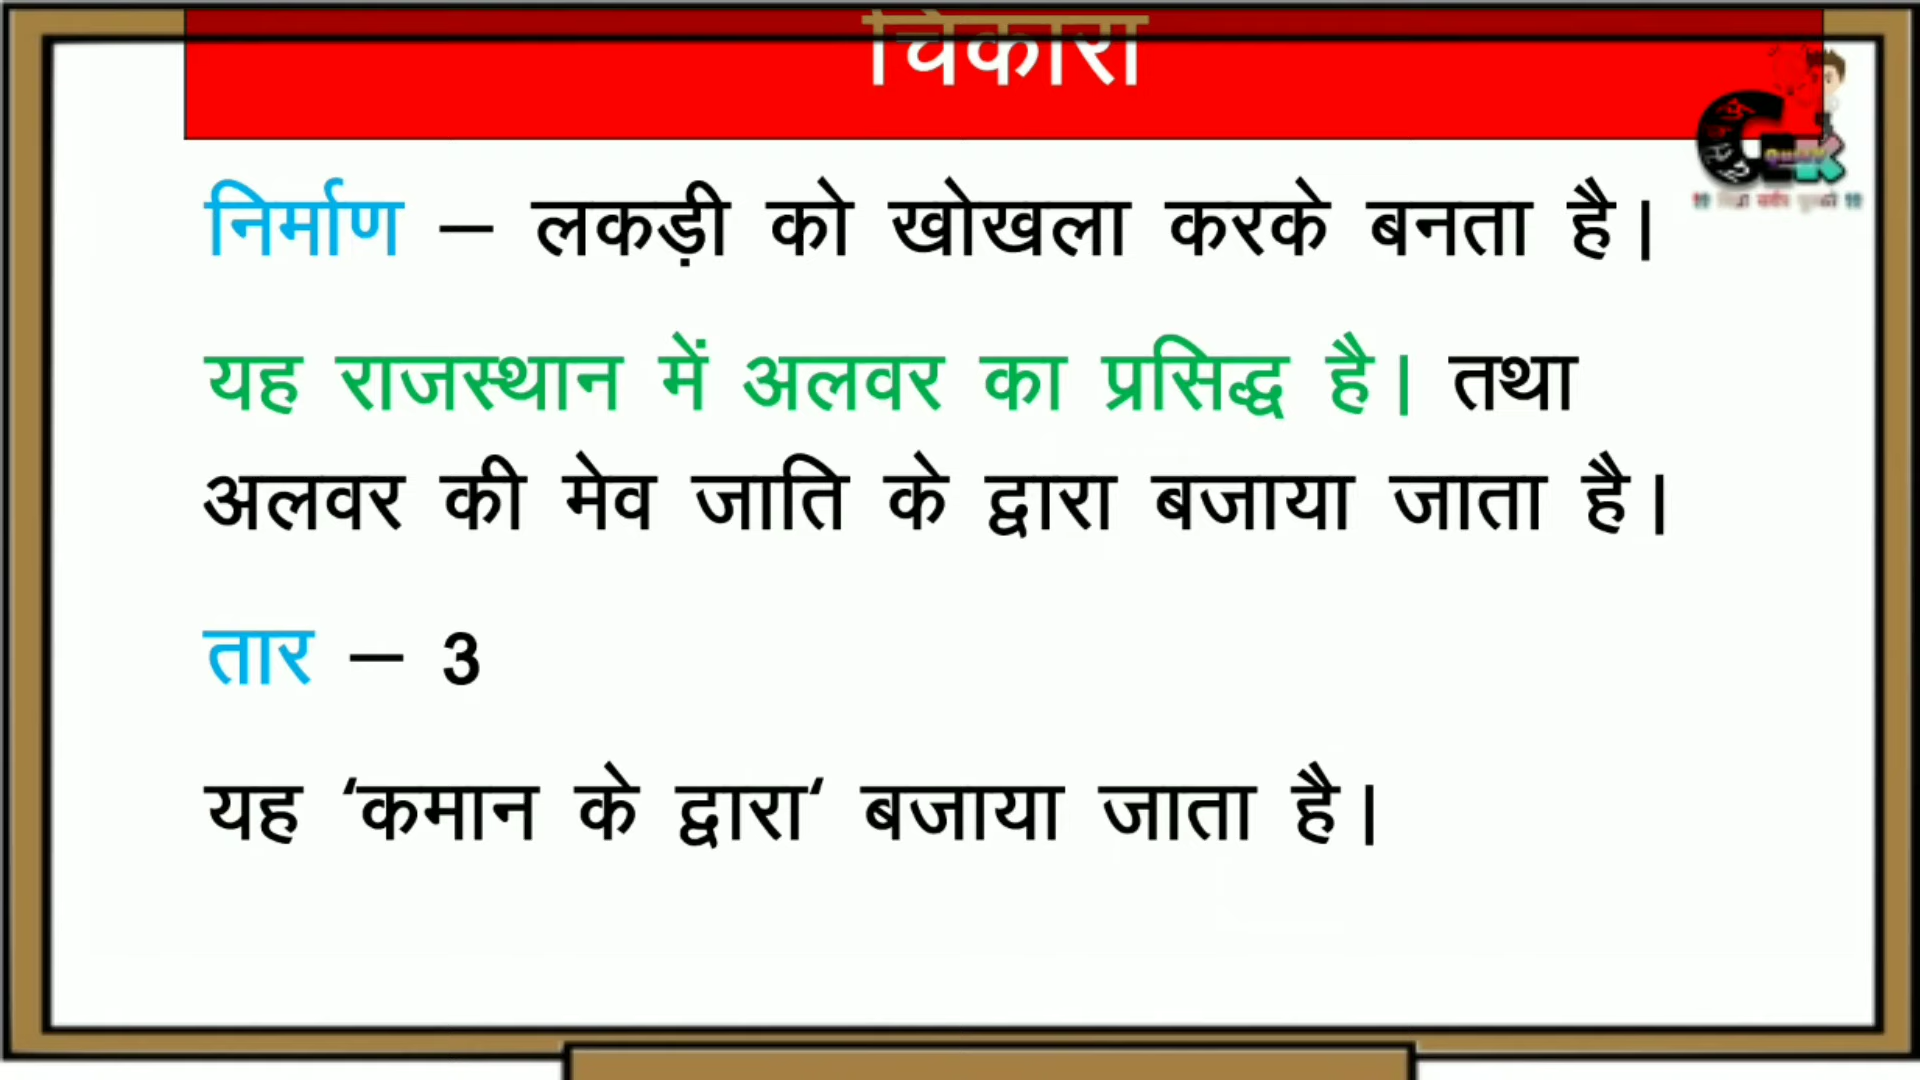 चिकारा
निर्माण – लकड़ी को खोखला करके बनता है।
यह राजस्थान में अलवर का प्रसिद्ध है। तथा
अलवर की मेव जाति के द्वारा बजाया जाता है।
तार – 3
यह ‘कमान के द्वारा‘ बजाया जाता है।